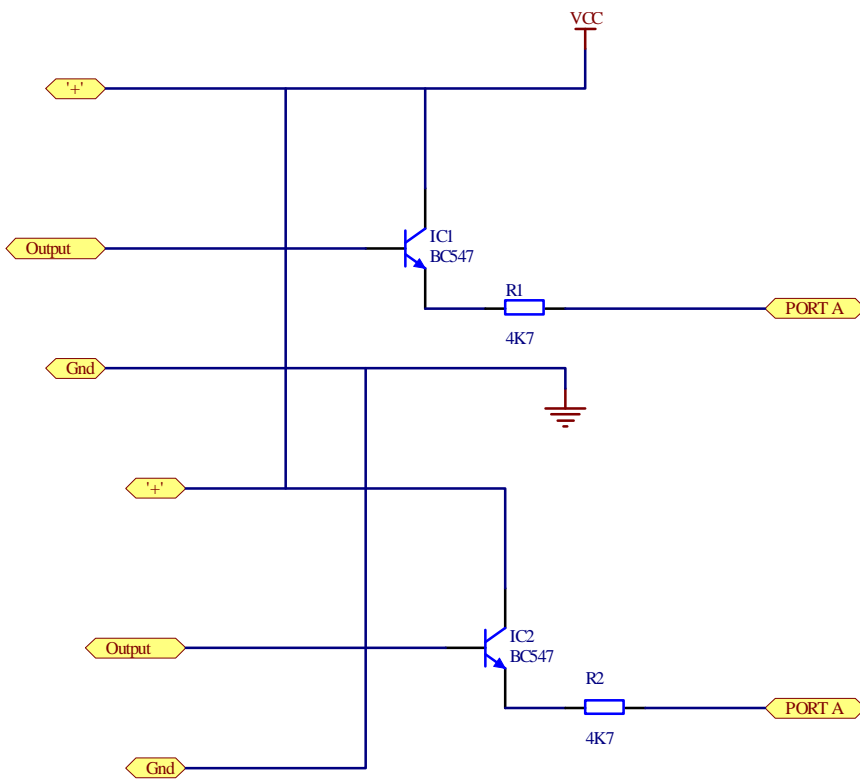 VCC
'+'
Output
IC1
BC547
R1
PORT A
4K7
Gnd
'+'
Output
IC2
BC547
R2
PORT A
4K7
Gnd